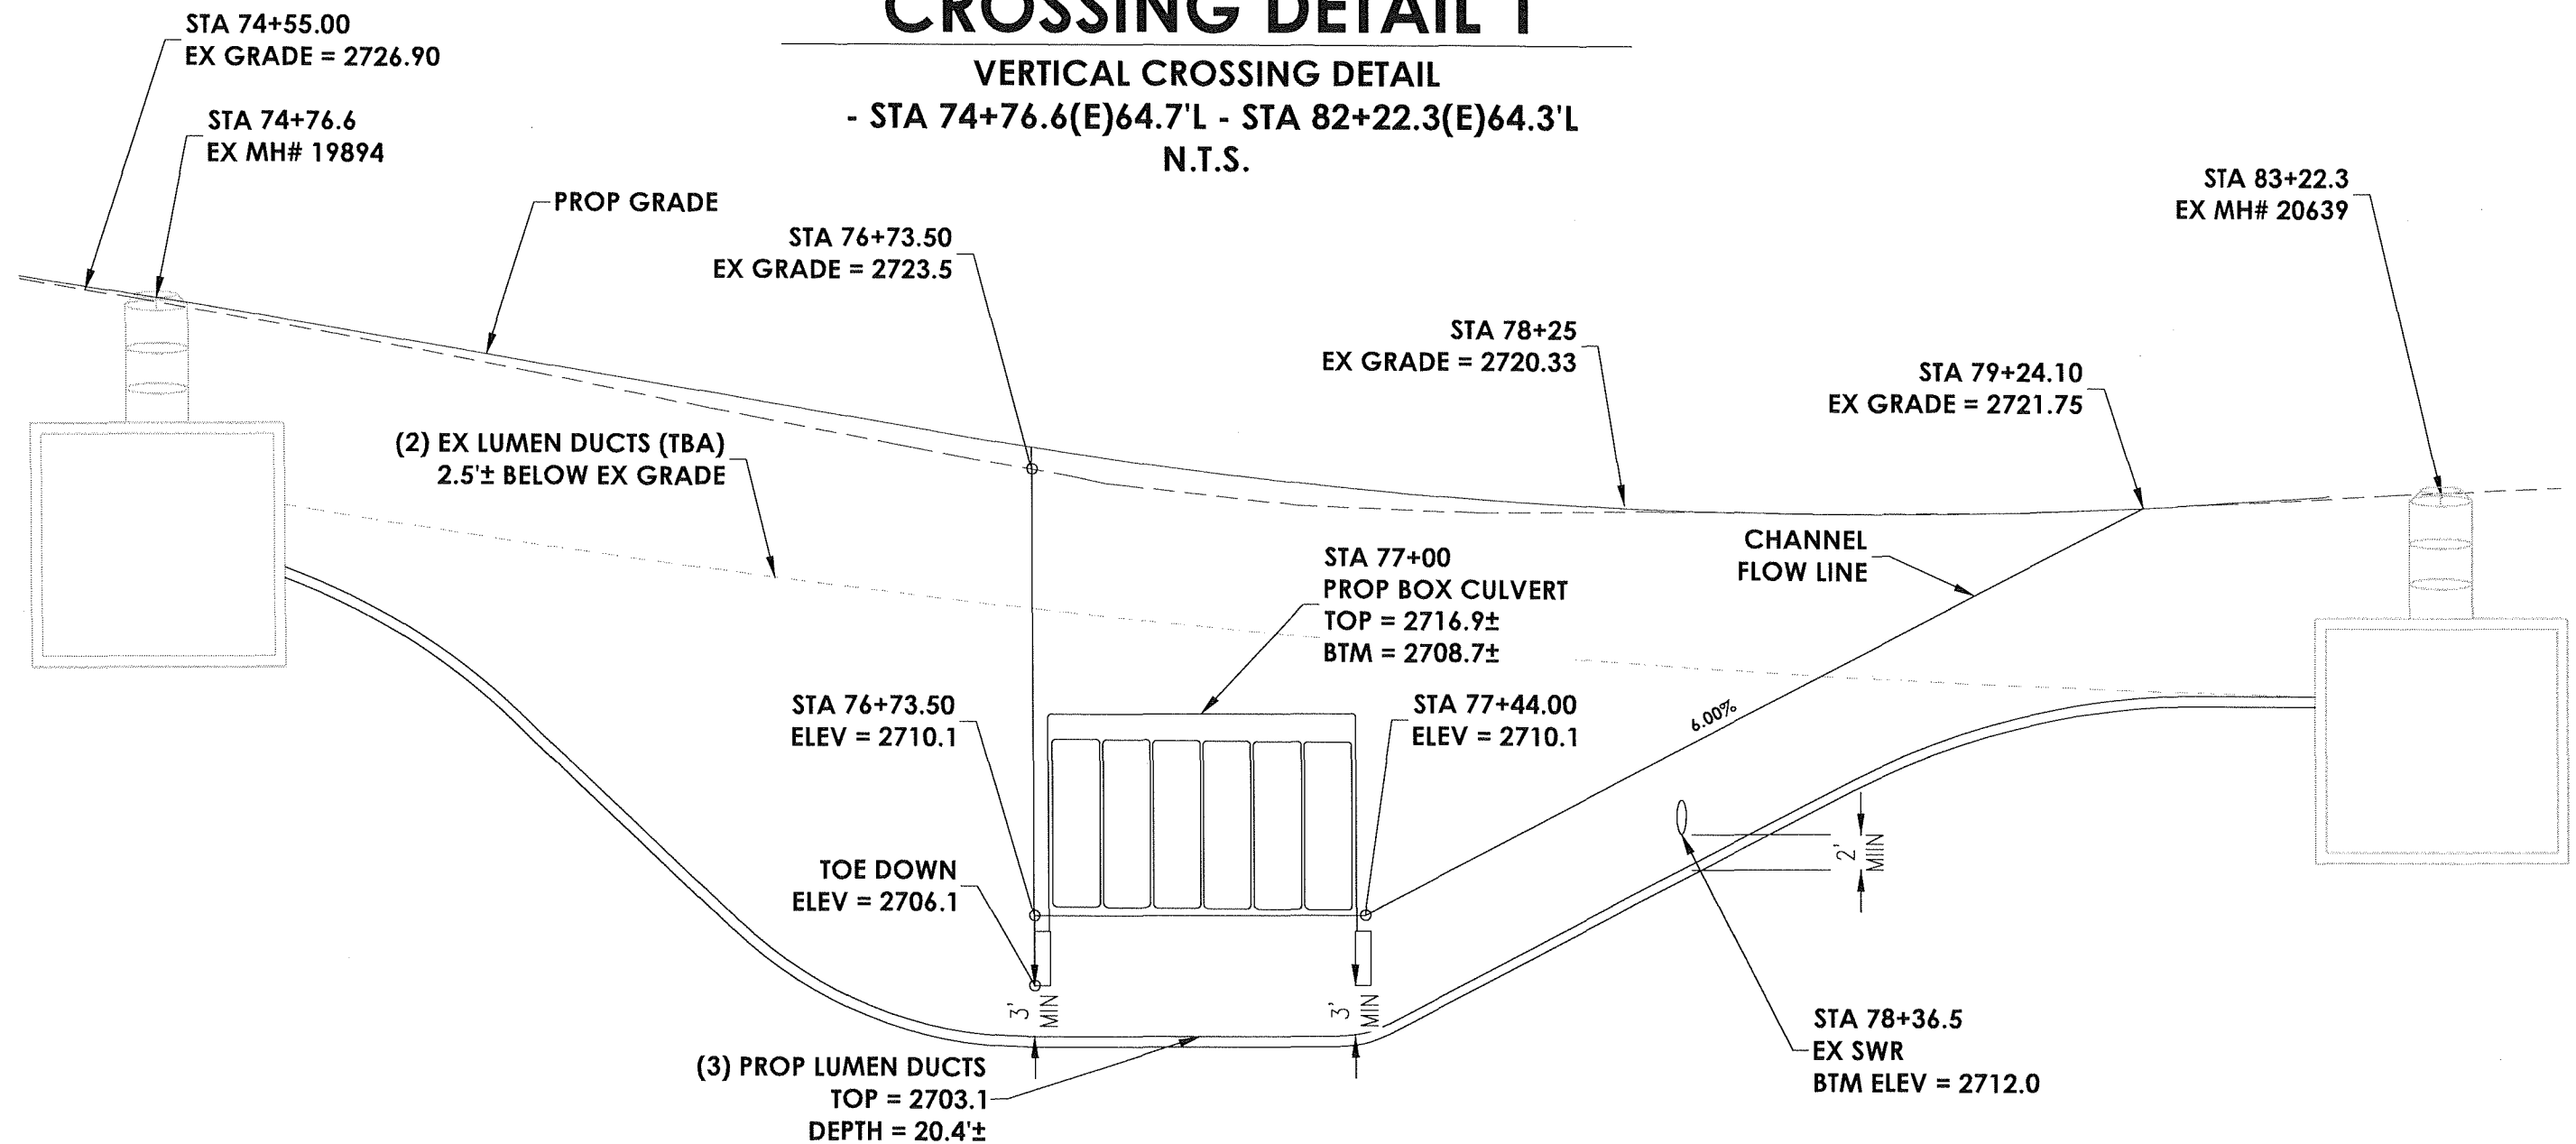 CROSSING DETAIL 1
VERTICAL CROSSING DETAIL
- STA 74+76.6(E)64.7'L - STA 82+22.3(E)64.3'L
N.T.S.
STA 74+55.00
EX GRADE = 2726.90
STA 74+76.6
EX MH# 19894
PROP GRADE
STA 76+73.50
EX GRADE = 2723.5
STA 83+22.3
EX MH# 20639
STA 78+25
EX GRADE = 2720.33
STA 79+24.10
EX GRADE = 2721.75
(2) EX LUMEN DUCTS (TBA)
2.5'± BELOW EX GRADE
CHANNEL
FLOW LINE
STA 77+00
PROP BOX CULVERT
TOP = 2716.9±
BTM = 2708.7±
STA 76+73.50
ELEV = 2710.1
STA 77+44.00
ELEV = 2710.1
6.00%
TOE DOWN
ELEV = 2706.1
2'
MIIN
3'
MIN
3'
MIN
(3) PROP LUMEN DUCTS
TOP = 2703.1
DEPTH = 20.4'±
STA 78+36.5
EX SWR
BTM ELEV = 2712.0